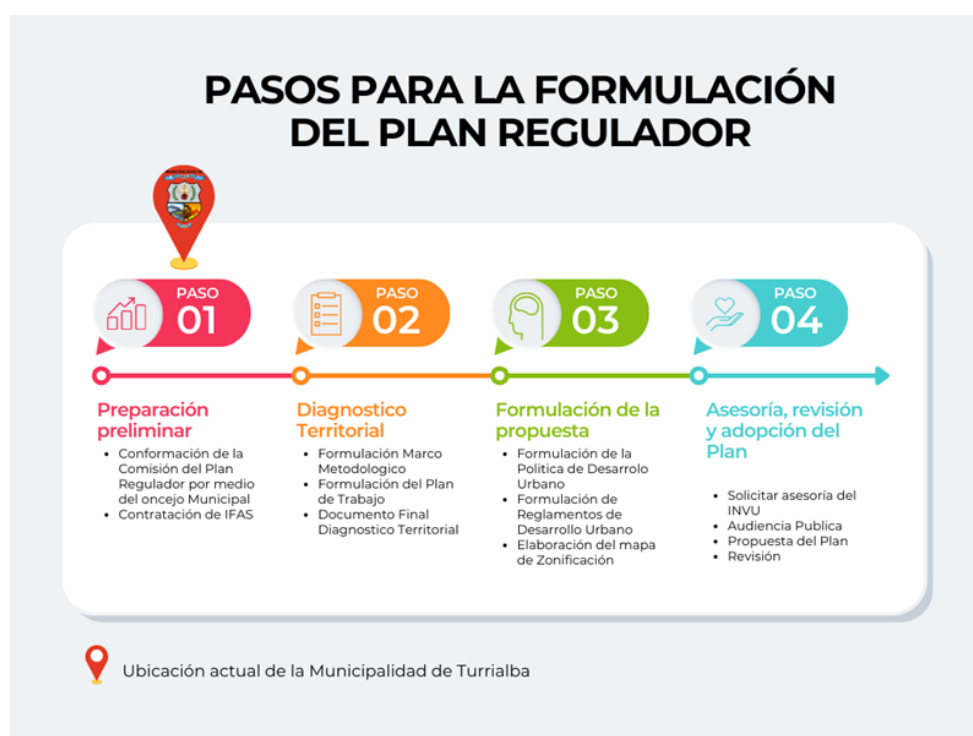 PASOS PARA LA FORMULACIÓN
DEL PLAN REGULADOR
PASO
01
Preparación
preliminar
• Conformación de la
Comisión del Plan
Regulador por medio
del oncejo Municipal
• Contratación de IFAS
PASO
02
Diagnostico
Territorial
• Formulación Marco
Metodologico
• Formulación del Plan
de Trabajo
• Documento Final
Diagnostico Territorial
PASO
03
Formulación de la
propuesta
• Formulación de la
Politica de Desarrolo
Urbano
• Formulación de
Reglamentos de
Desarrollo Urbano
• Elaboración del mapa
de Zonificación
PASO
04
Asesoría, revisión
y adopción del
Plan
• Solicitar asesoría del
INVU
• Audiencia Publica
• Propuesta del Plan
• Revisión
Ubicación actual de la Municipalidad de Turrialba